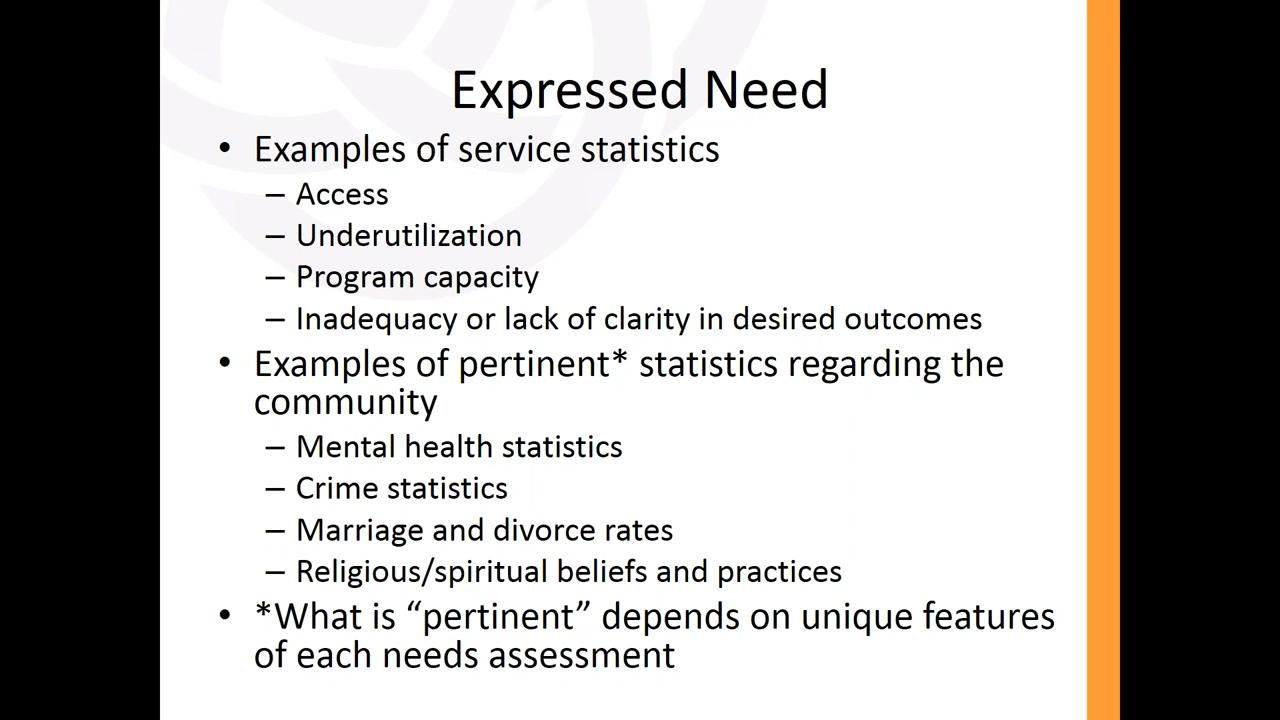 Expressed Need
• Examples of service statistics
– Access
– Underutilization
– Program capacity
– Inadequacy or lack of clarity in desired outcomes
• Examples of pertinent* statistics regarding the
community
– Mental health statistics
– Crime statistics
– Marriage and divorce rates
– Religious/spiritual beliefs and practices
• *What is “pertinent” depends on unique features
of each needs assessment